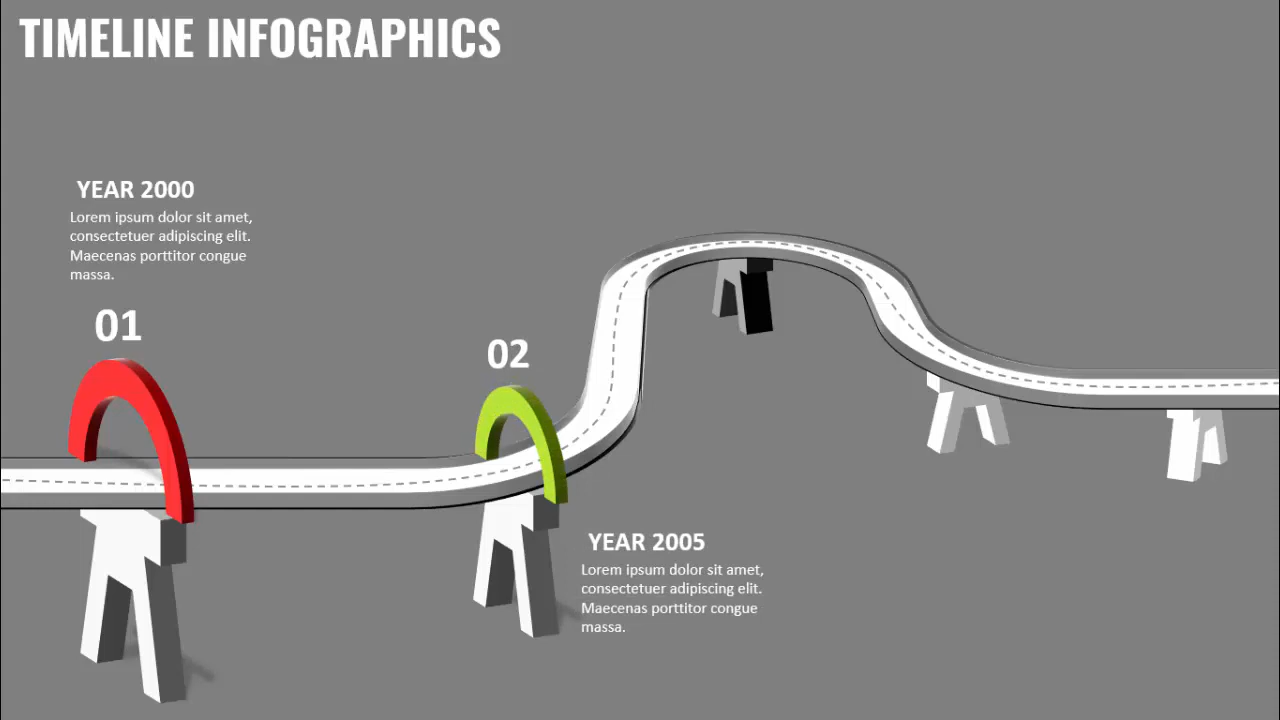 TIMELINE INFOGRAPHICS
YEAR 2000
Lorem ipsum dolor sit amet,
consectetuer adipiscing elit.
Maecenas porttitor congue
massa.
01
02
YEAR 2005
Lorem ipsum dolor sit amet,
consectetuer adipiscing elit.
Maecenas porttitor congue
massa.